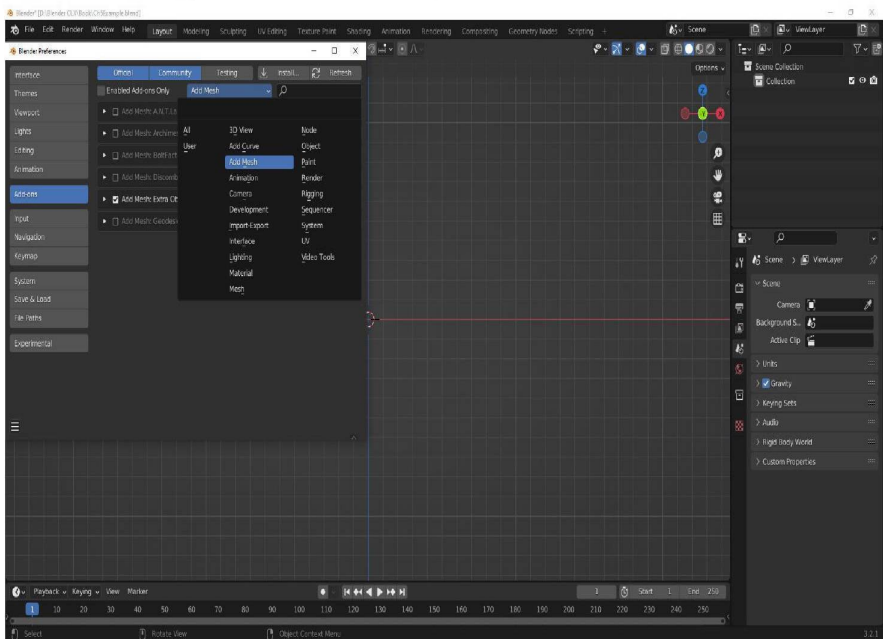 File Edit Render Window Help Layout Modeling Sculpting UV Editing Texture Paint Shading Animation Rendering Compositing Geometry Nodes Scripting + Scene ViewLayer
Blender Preferences
Options
Interface
Themes
Viewport
Lights
Editing
Animation
Add-ons
Input
Navigation
Keymap
System
Save & Load
File Paths
Experimental
Official Community Testing Install... Refresh
Enabled Add-ons Only Add Mesh
Add Mesh: A.N.T.La
Add Mesh: Archime
Add Mesh: BoltFact
Add Mesh: Discomb
Add Mesh: Extra Ob
Add Mesh: Geodesi
All 3D View Node
User Add Curve Object
Add Mesh Paint
Animation Render
Camera Rigging
Development Sequencer
Import-Export System
Interface UV
Lighting Video Tools
Material
Mesh
Z
X
Scene Collection
Collection
Scene > ViewLayer
Scene
Camera
Background S...
Active Clip
Units
Gravity
Keying Sets
Audio
Rigid Body World
Custom Properties
Playback Keying View Marker 1 Start 1 End 250
1 10 20 30 40 50 60 70 80 90 100 110 120 130 140 150 160 170 180 190 200 210 220 230 240 250
Select Rotate View Object Context Menu 3.2.1